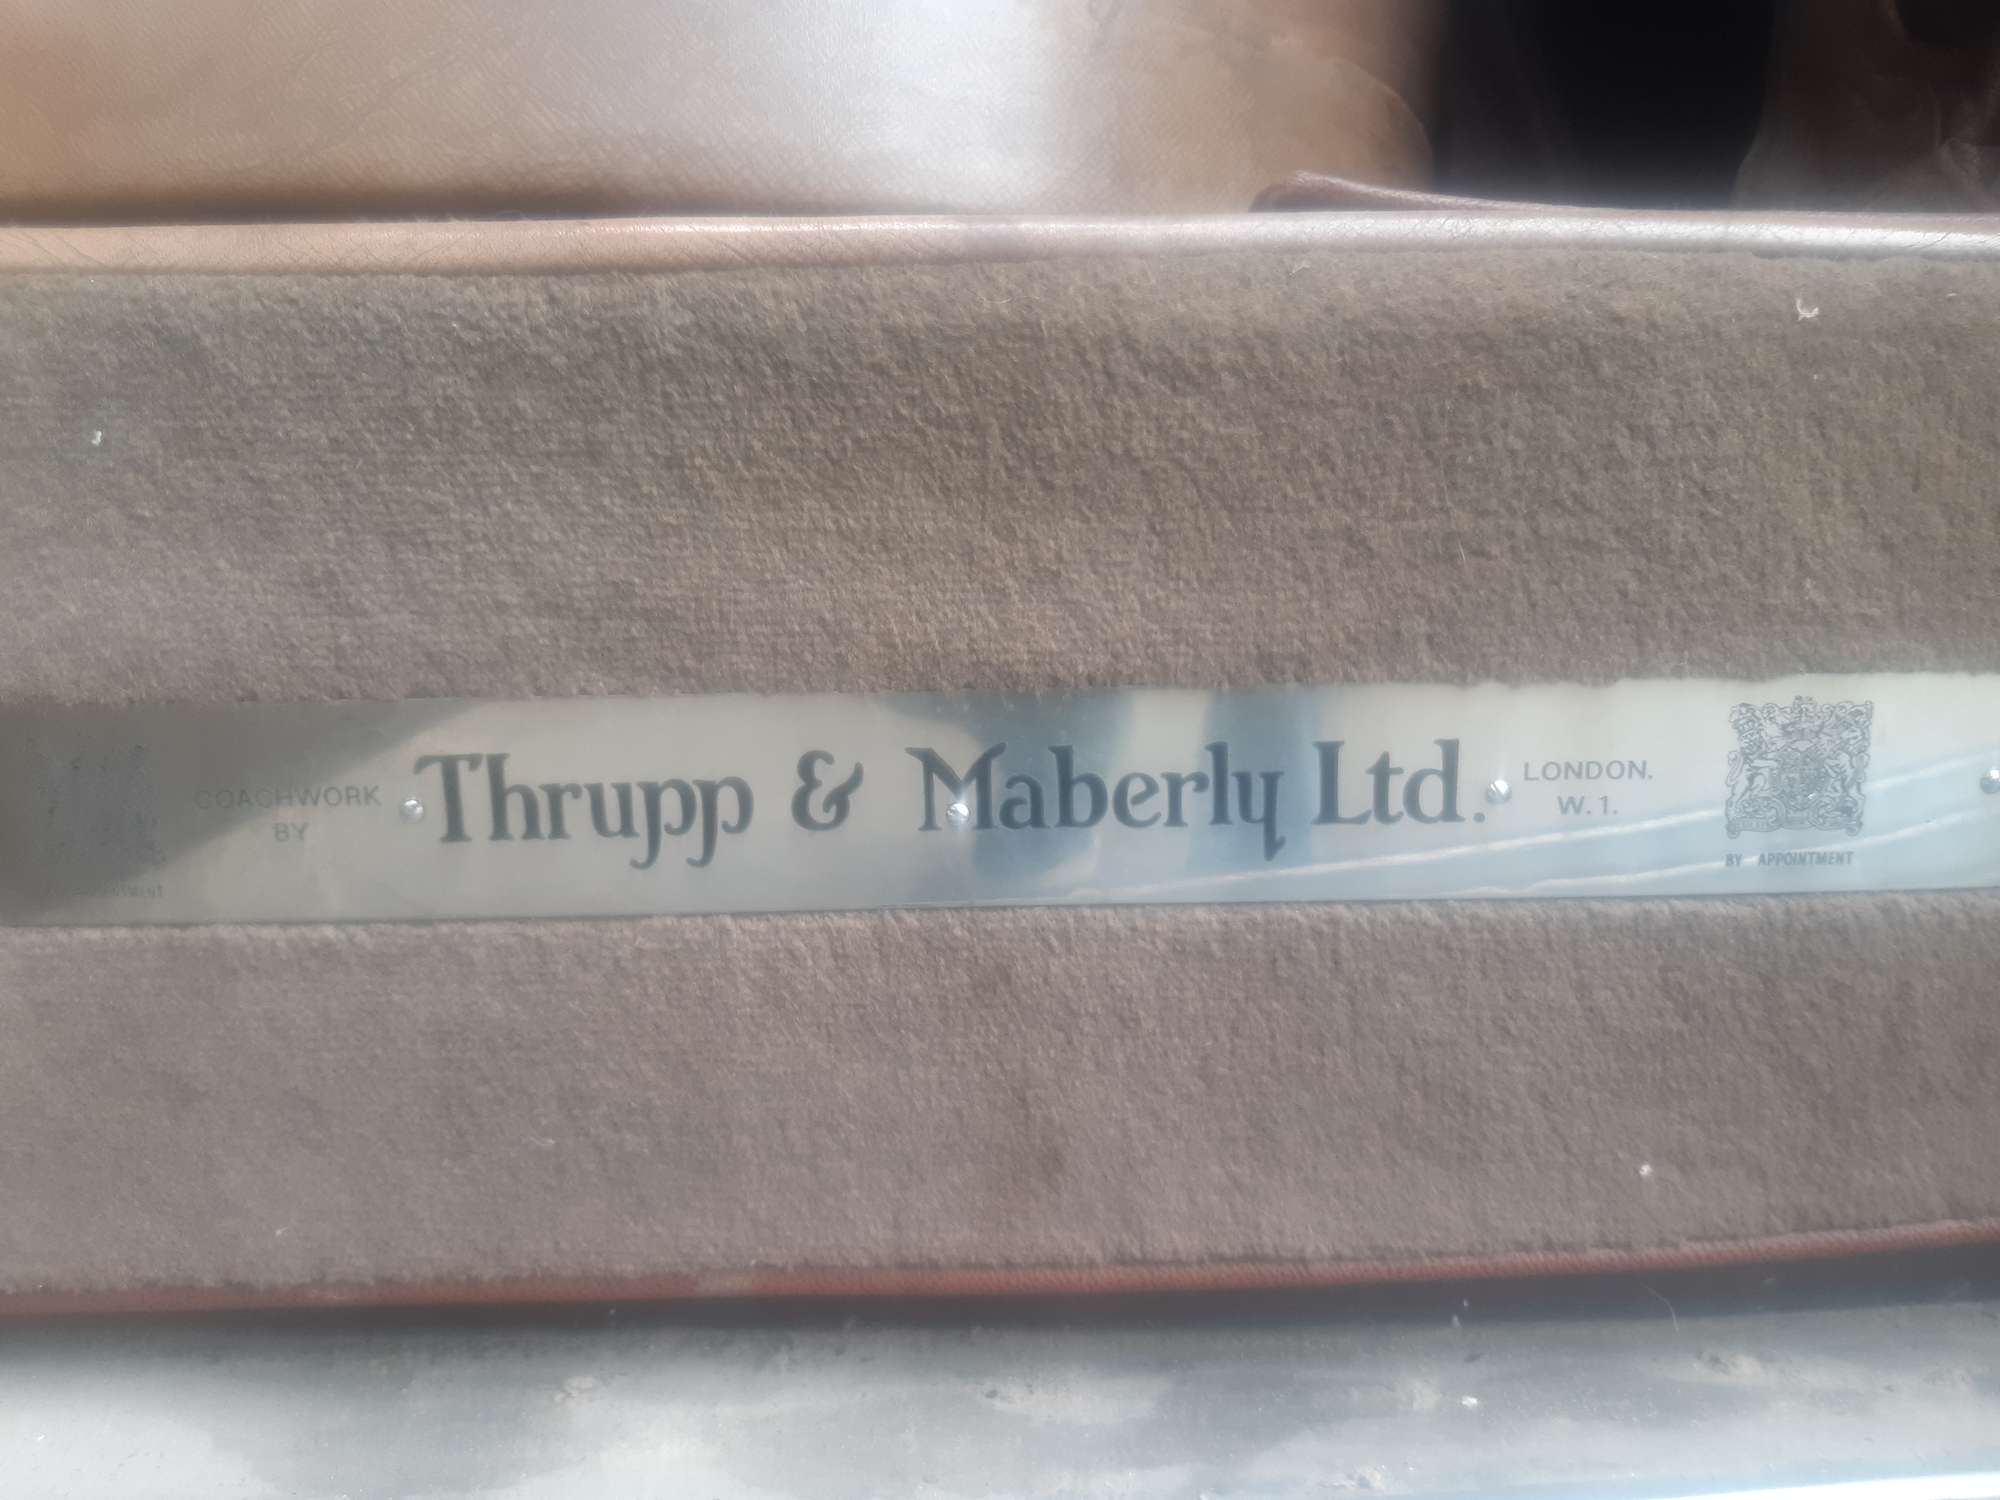 COACHWORK
BY
Thrupp & Maberly Ltd.
LONDON.
W.1.
BY APPOINTMENT